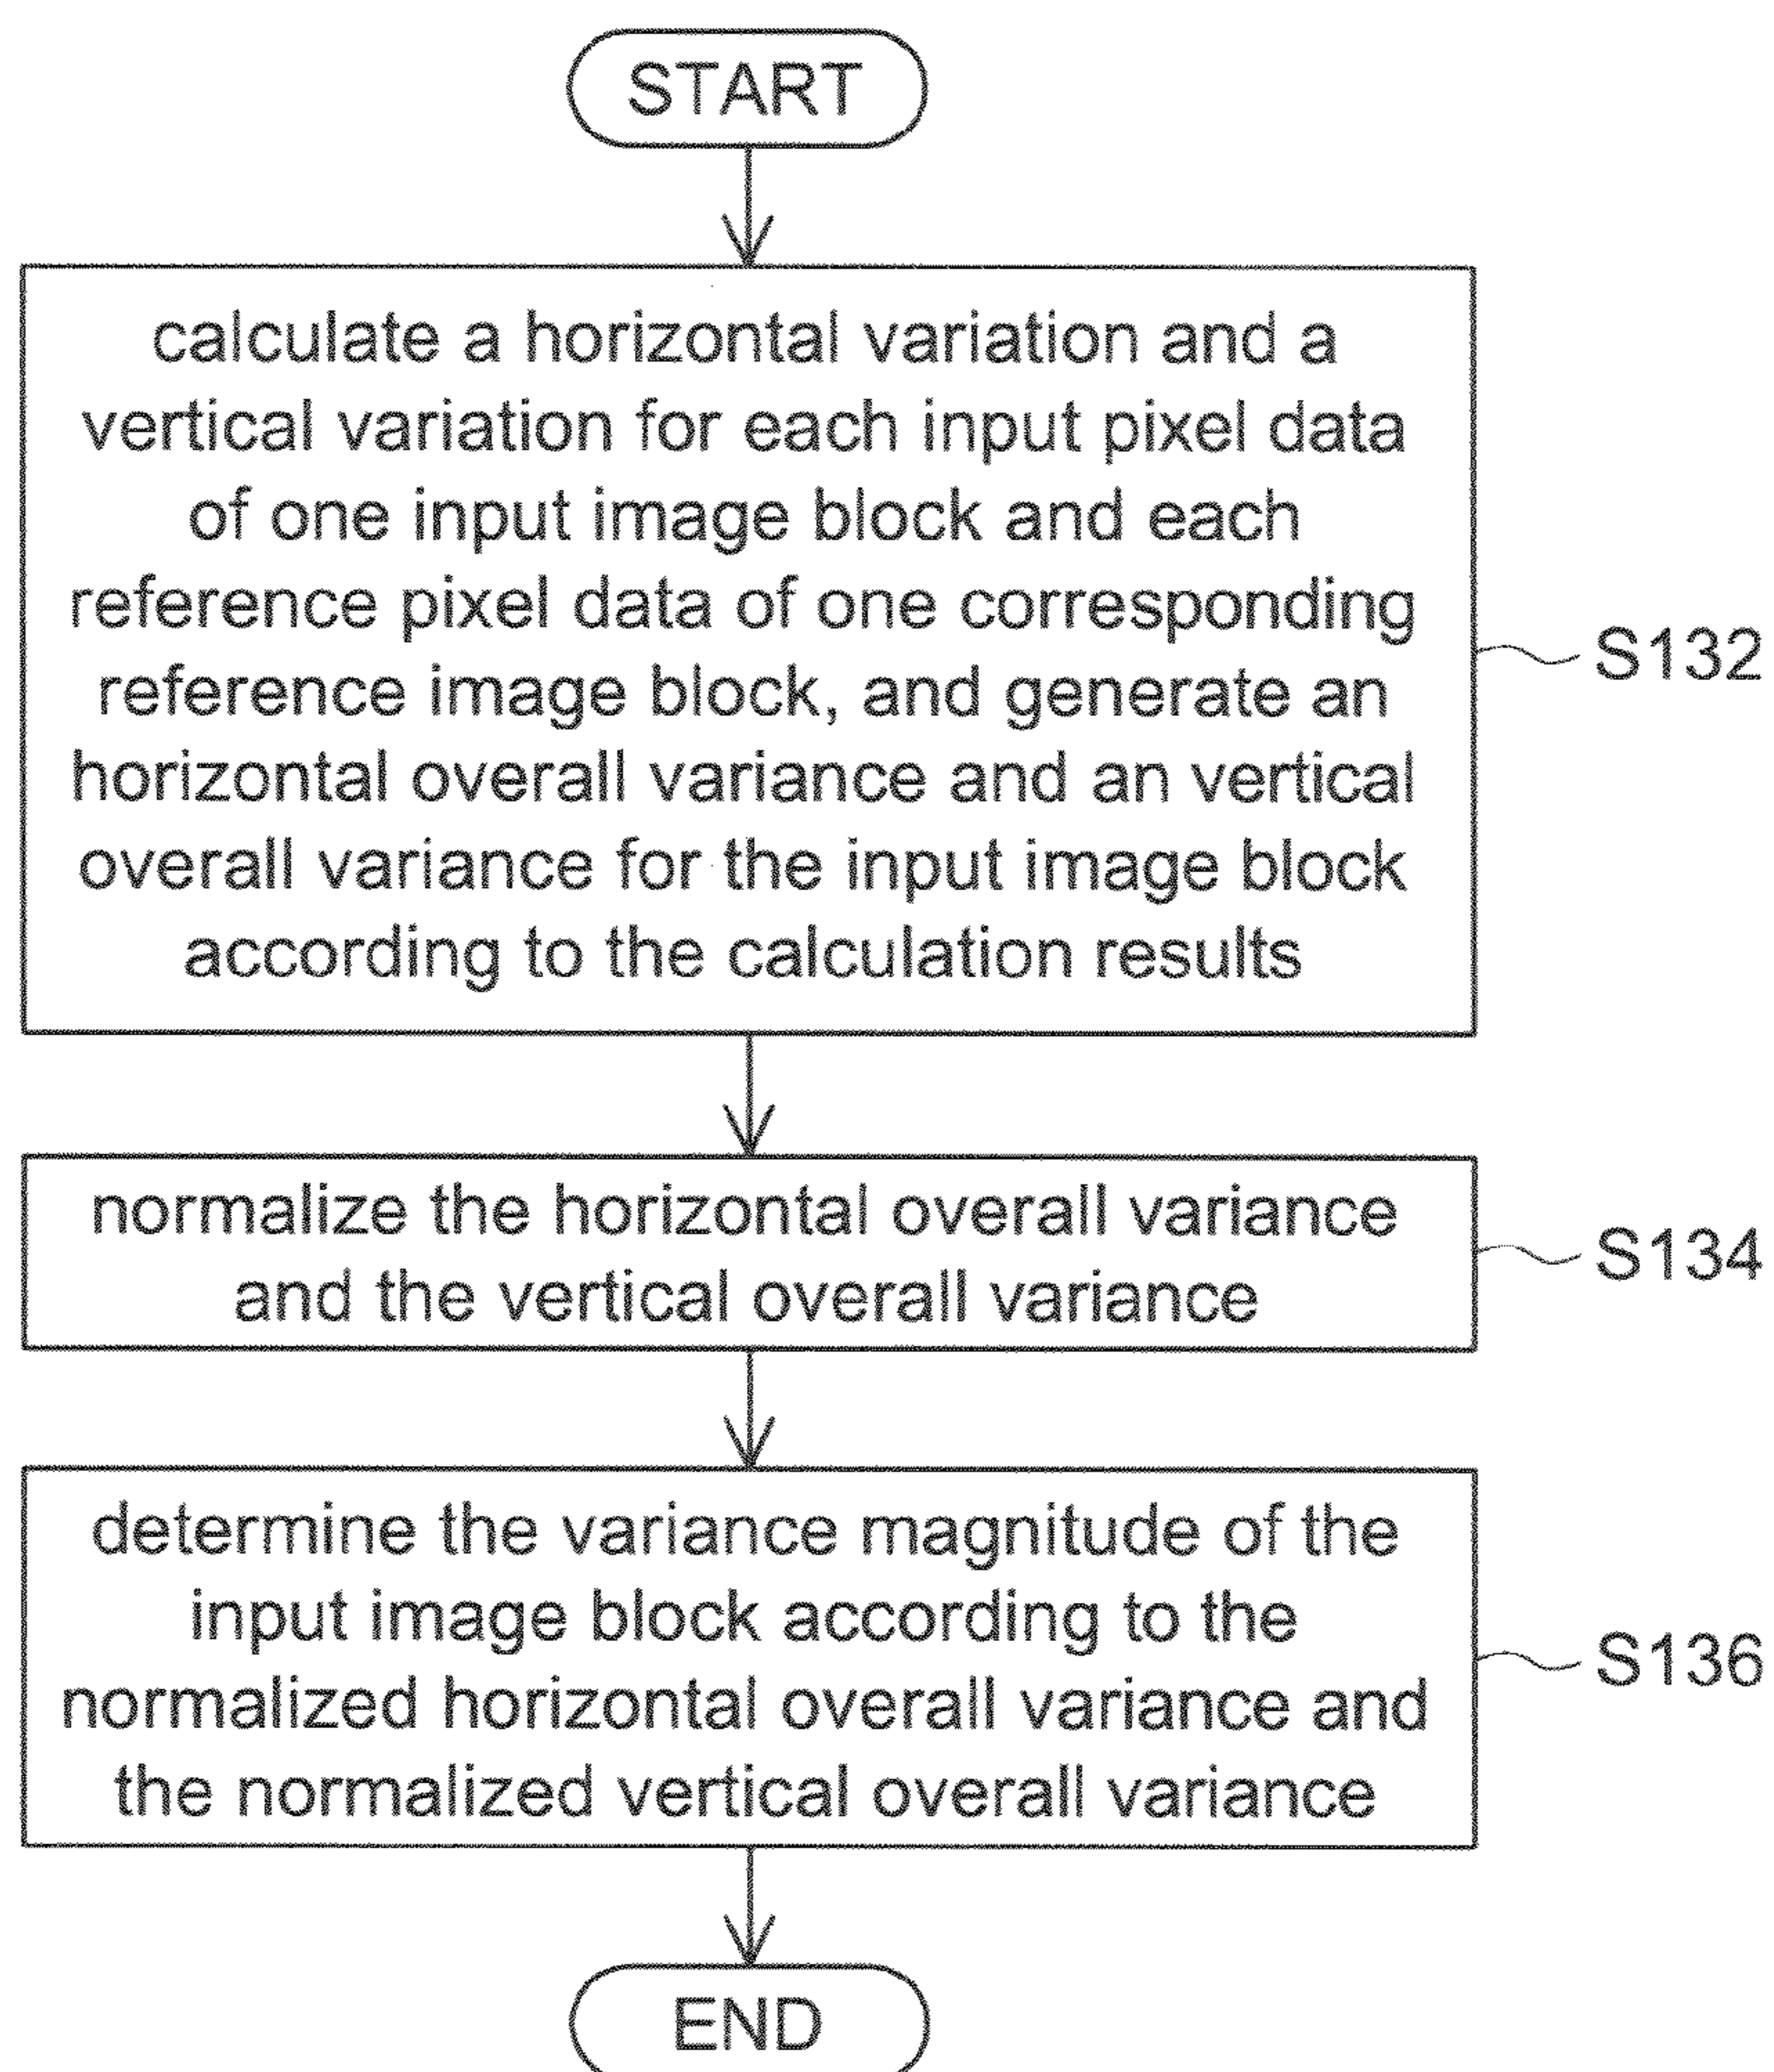 START
calculate a horizontal variation and a
vertical variation for each input pixel data
of one input image block and each
reference pixel data of one corresponding
reference image block, and generate an
horizontal overall variance and an vertical
overall variance for the input image block
according to the calculation results
S132
normalize the horizontal overall variance
and the vertical overall variance
S134
determine the variance magnitude of the
input image block according to the
normalized horizontal overall variance and
the normalized vertical overall variance
S136
END